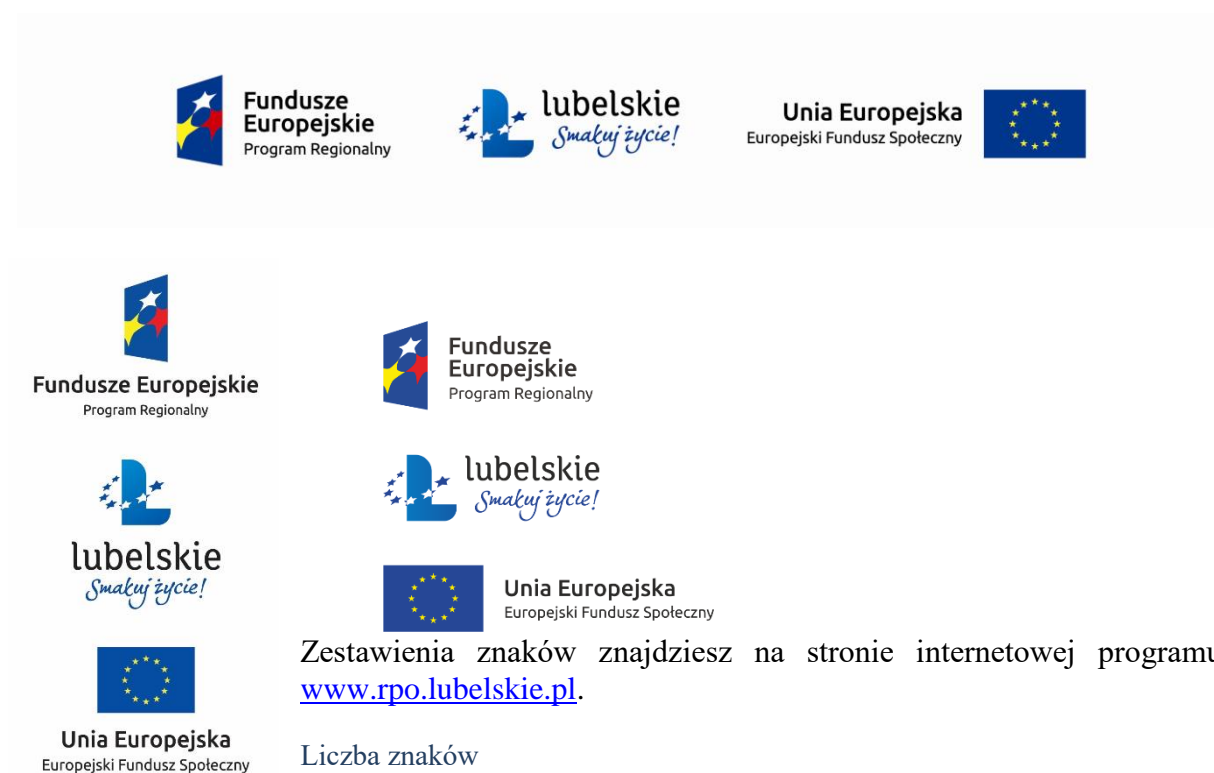 Fundusze
Europejskie
Program Regionalny
lubelskie
Smakuj życie!
Unia Europejska
Europejski Fundusz Społeczny
Fundusze Europejskie
Program Regionalny
lubelskie
Smakuj życie!
Unia Europejska
Europejski Fundusz Społeczny
Fundusze
Europejskie
Program Regionalny
lubelskie
Smakuj życie!
Unia Europejska
Europejski Fundusz Społeczny
Zestawienia znaków znajdziesz na stronie internetowej programu
www.rpo.lubelskie.pl.
Liczba znaków